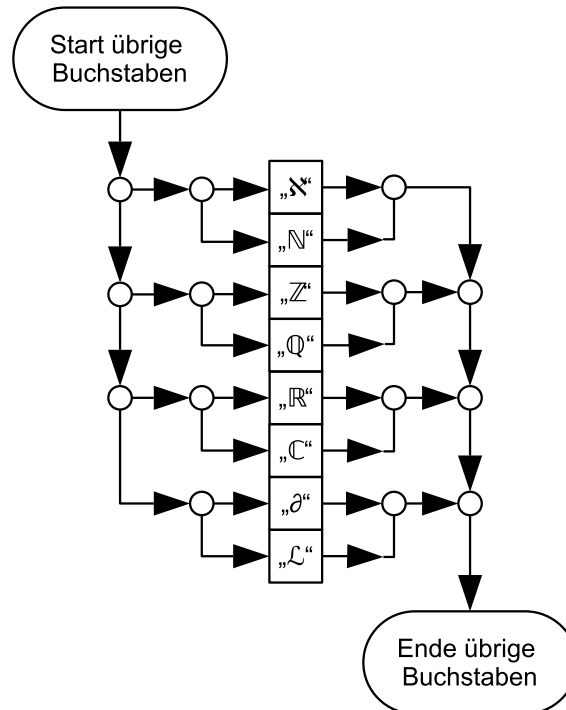 Start übrige
Buchstaben
„ℵ“
„ℕ“
„ℤ“
„ℚ“
„ℝ“
„ℂ“
„∂“
„ℒ“
Ende übrige
Buchstaben